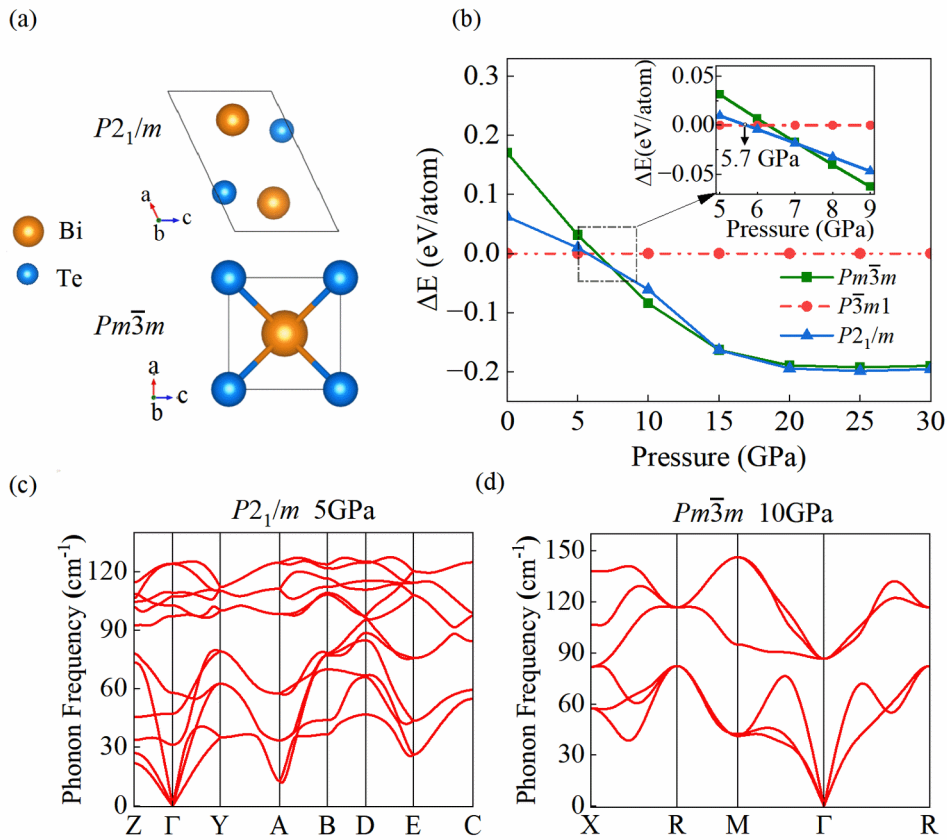 (a)
P2₁/m
a
b
c
Bi
Te
Pm3̅m
a
b
c
(b)
ΔE (eV/atom)
0.3
0.2
0.1
0.0
−0.1
−0.2
0
5
10
15
20
25
30
Pressure (GPa)
ΔE(eV/atom)
0.05
0.00
−0.05
5.7 GPa
5
6
7
8
9
Pressure (GPa)
Pm3̅m
P3̅m1
P2₁/m
(c)
P2₁/m 5GPa
Phonon Frequency (cm⁻¹)
120
90
60
30
0
Z Γ Y A B D E C
(d)
Pm3̅m 10GPa
Phonon Frequency (cm⁻¹)
150
120
90
60
30
0
X R M Γ R